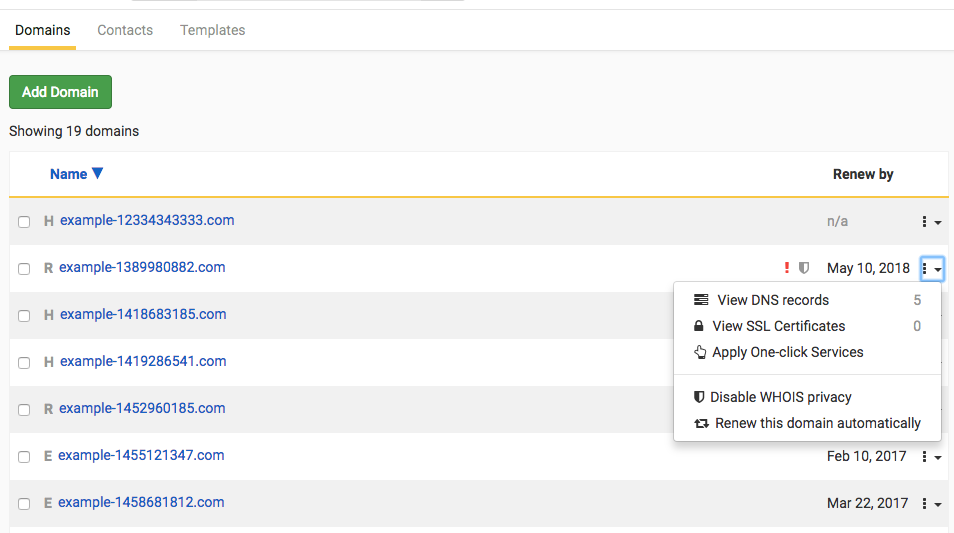 Domains Contacts Templates
Add Domain
Showing 19 domains
Name ▼ Renew by
H example-12334343333.com n/a
R example-1389980882.com ! May 10, 2018
H example-1418683185.com
H example-1419286541.com
R example-1452960185.com
View DNS records 5
View SSL Certificates 0
Apply One-click Services
Disable WHOIS privacy
Renew this domain automatically
E example-1455121347.com Feb 10, 2017
E example-1458681812.com Mar 22, 2017